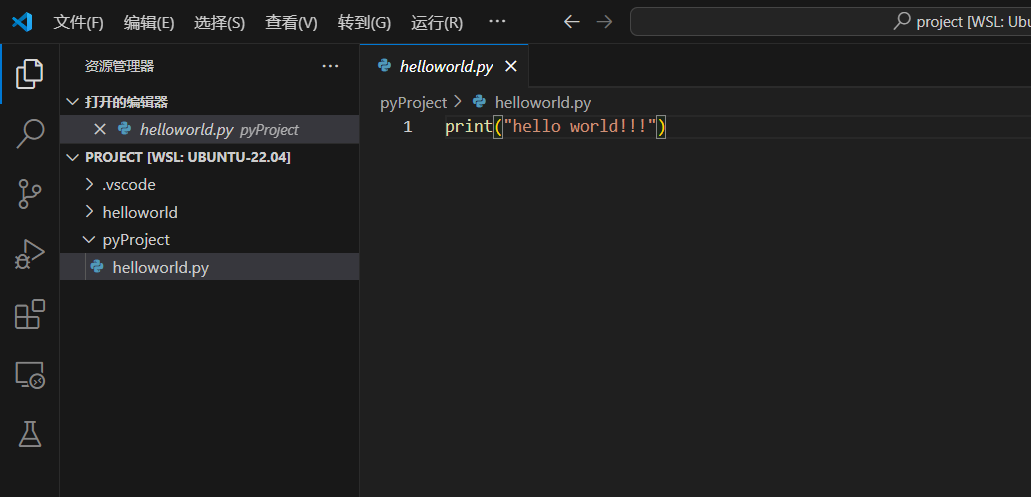 文件(F) 编辑(E) 选择(S) 查看(V) 转到(G) 运行(R) ··· project [WSL: Ubu
资源管理器 ···
打开的编辑器
helloworld.py pyProject
PROJECT [WSL: UBUNTU-22.04]
.vscode
helloworld
pyProject
helloworld.py
helloworld.py
pyProject > helloworld.py
1 print("hello world!!!")